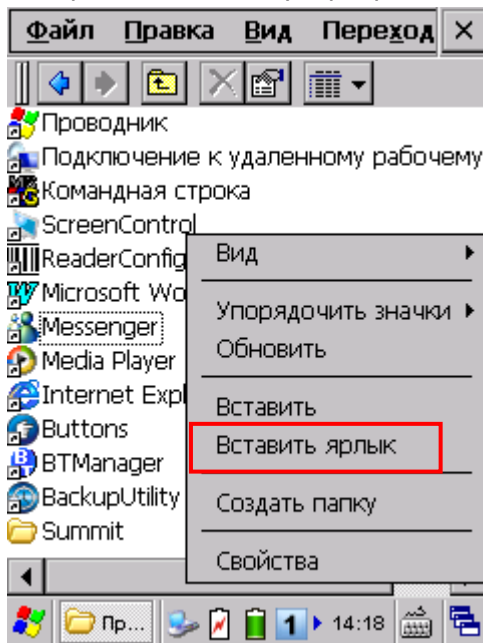 Файл Правка Вид Переход
Проводник
Подключение к удаленному рабочему
Командная строка
ScreenControl
ReaderConfig
Microsoft Wo
Messenger
Media Player
Internet Expl
Buttons
BTManager
BackupUtility
Summit
Вид
Упорядочить значки
Обновить
Вставить
Вставить ярлык
Создать папку
Свойства
Пр... 1 14:18